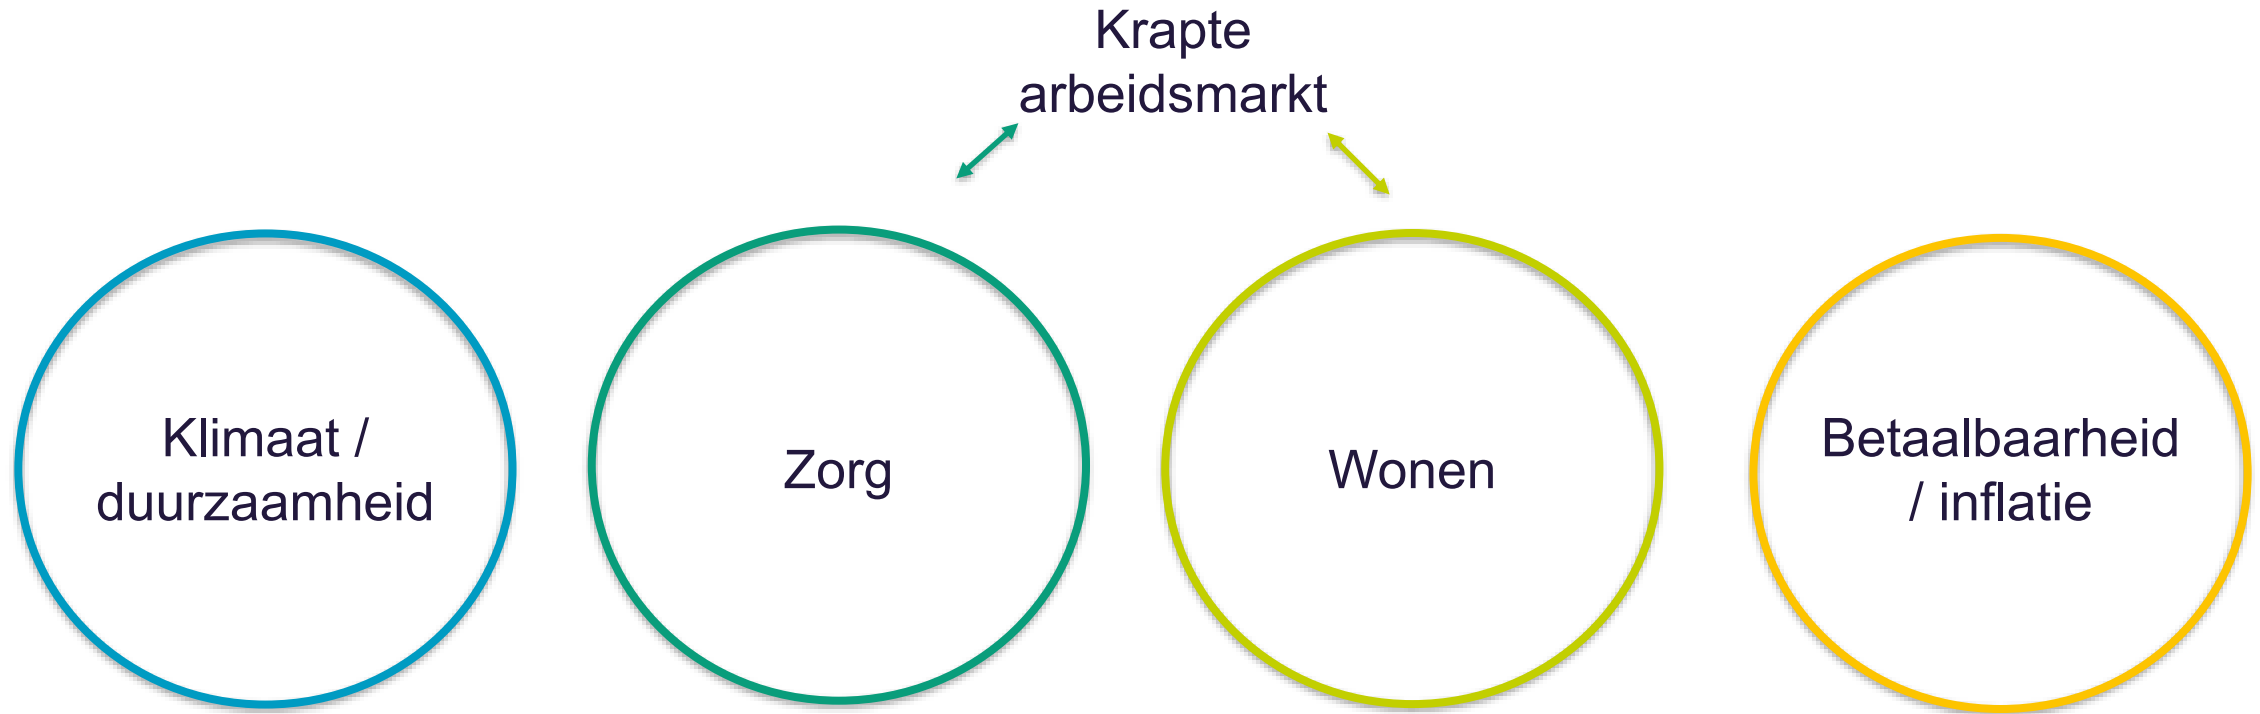 Krapte
arbeidsmarkt
Klimaat /
duurzaamheid
Zorg
Wonen
Betaalbaarheid
/ inflatie